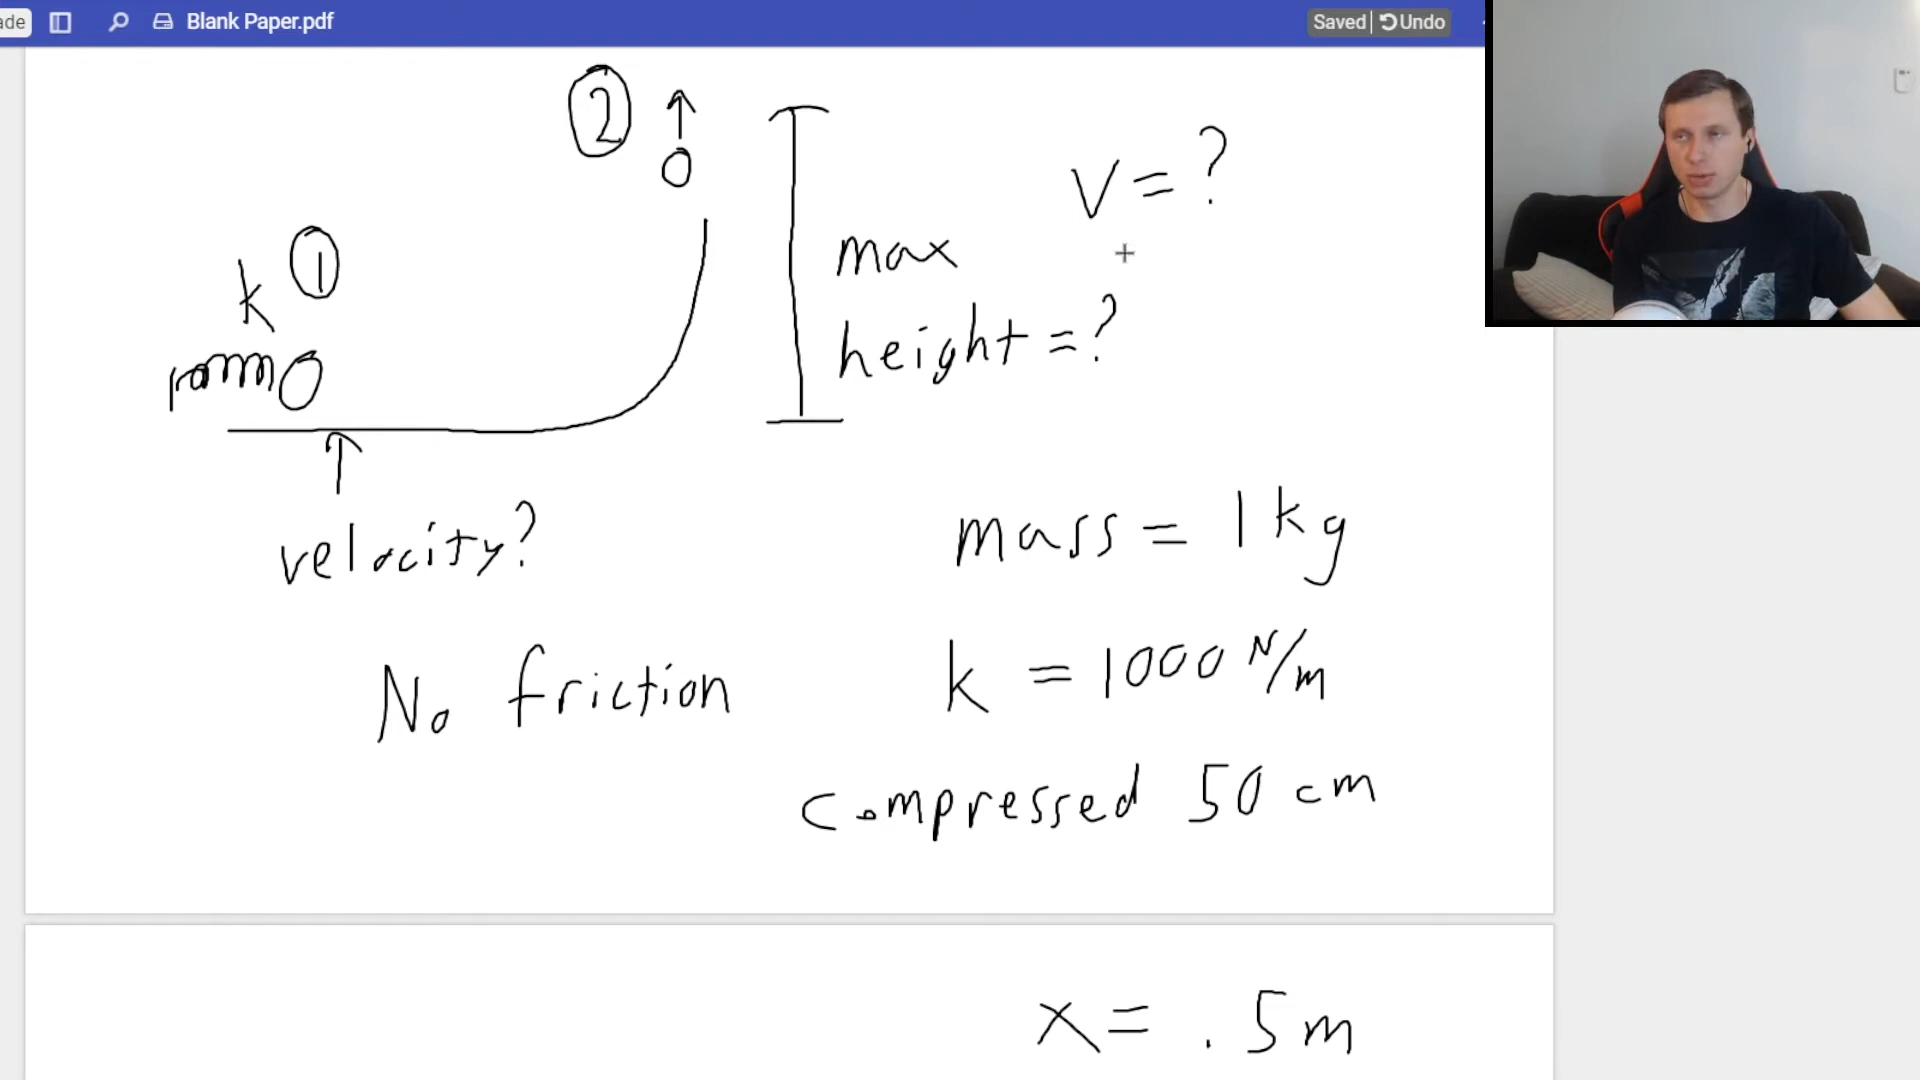 ade
Blank Paper.pdf
Saved
Undo
2
V = ?
k 1
max
height = ?
velocity?
mass = 1 kg
No friction
k = 1000 N/m
compressed 50 cm
x = .5 m